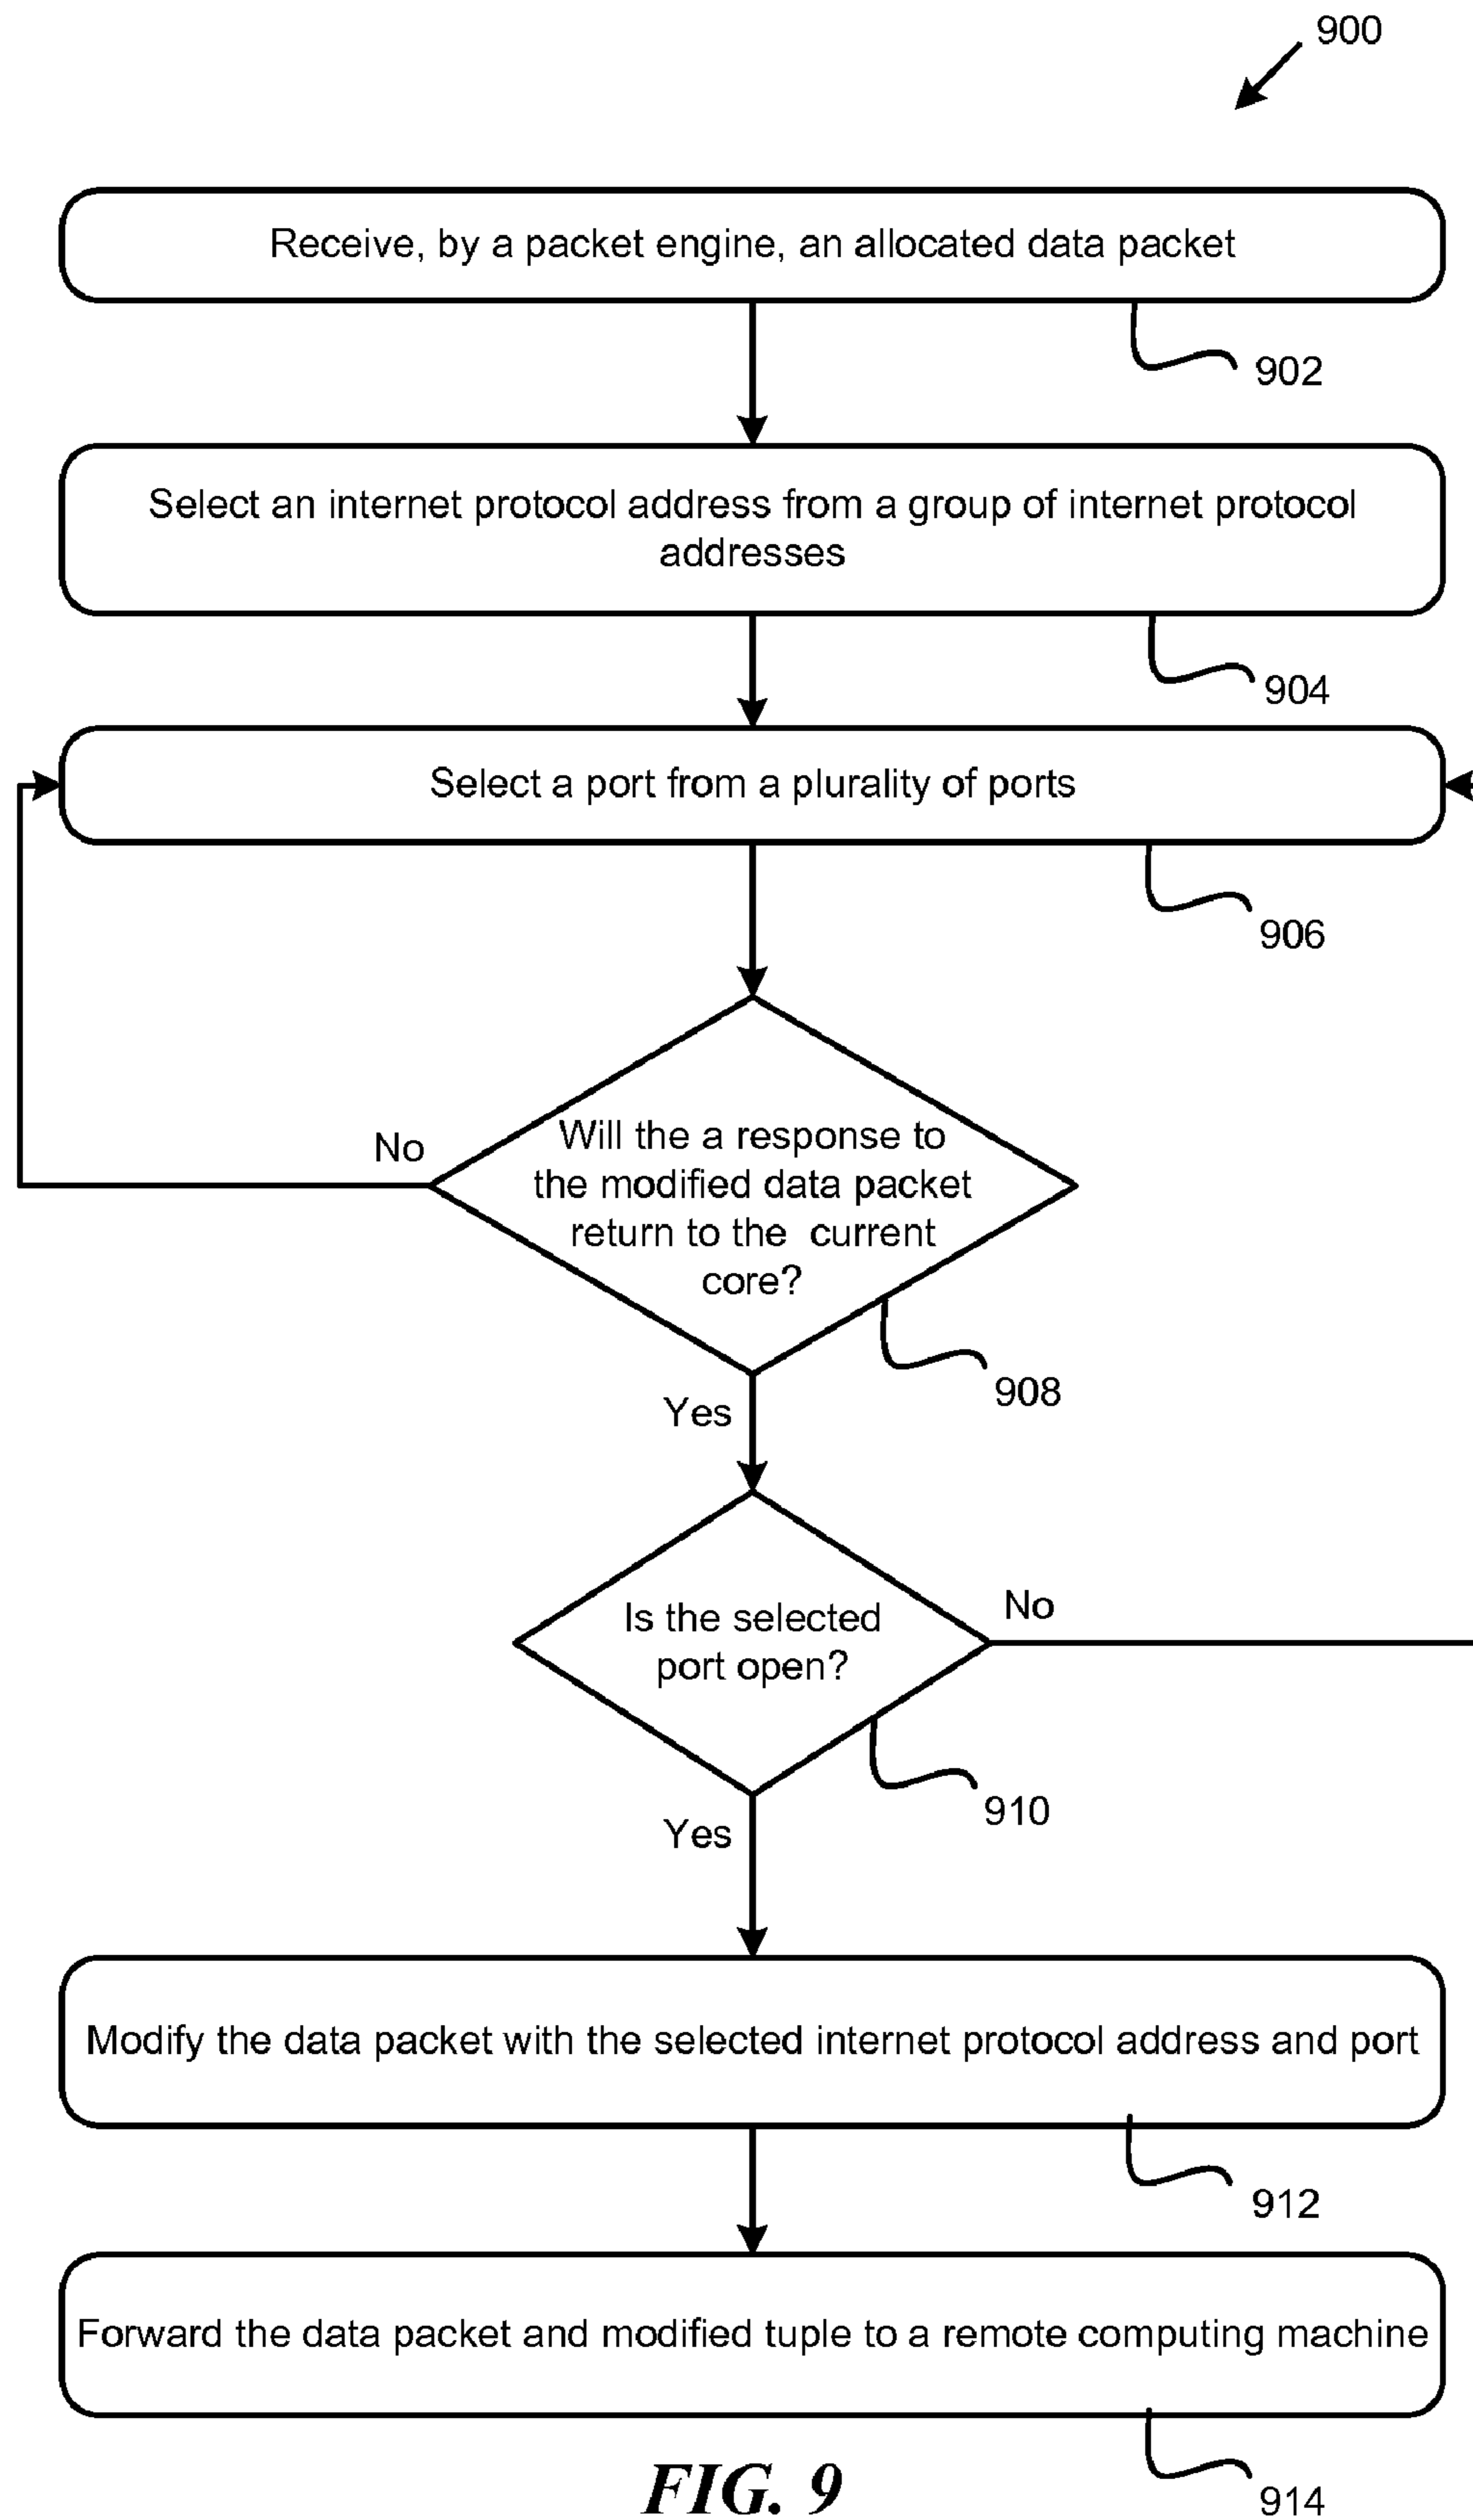 900
Receive, by a packet engine, an allocated data packet
902
Select an internet protocol address from a group of internet protocol
addresses
904
Select a port from a plurality of ports
906
No
Will the a response to
the modified data packet
return to the current
core?
908
Yes
Is the selected
port open?
No
910
Yes
Modify the data packet with the selected internet protocol address and port
912
Forward the data packet and modified tuple to a remote computing machine
914
FIG. 9